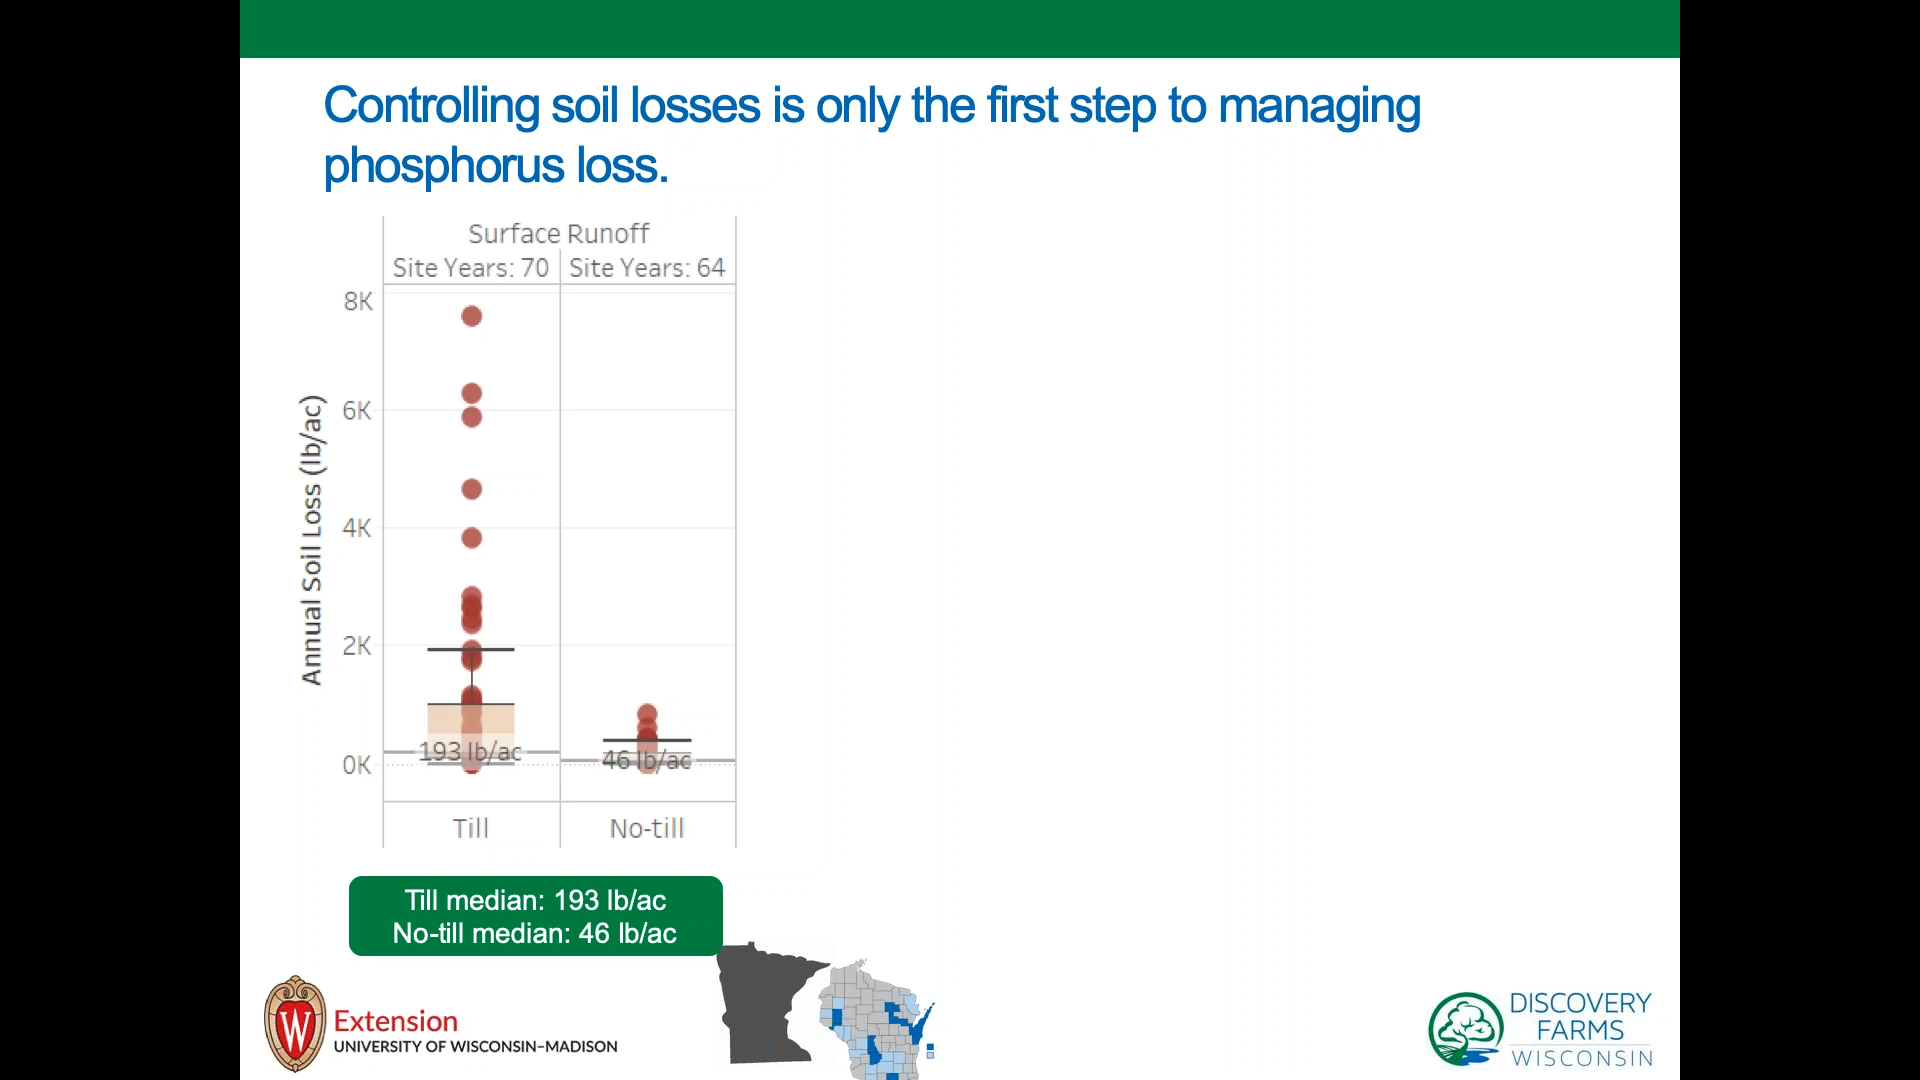 Controlling soil losses is only the first step to managing
phosphorus loss.
Surface Runoff
Site Years: 70
Site Years: 64
8K
6K
4K
2K
0K
Annual Soil Loss (lb/ac)
193 lb/ac
46 lb/ac
Till
No-till
Till median: 193 lb/ac
No-till median: 46 lb/ac
W
Extension
UNIVERSITY OF WISCONSIN–MADISON
DISCOVERY
FARMS
WISCONSIN